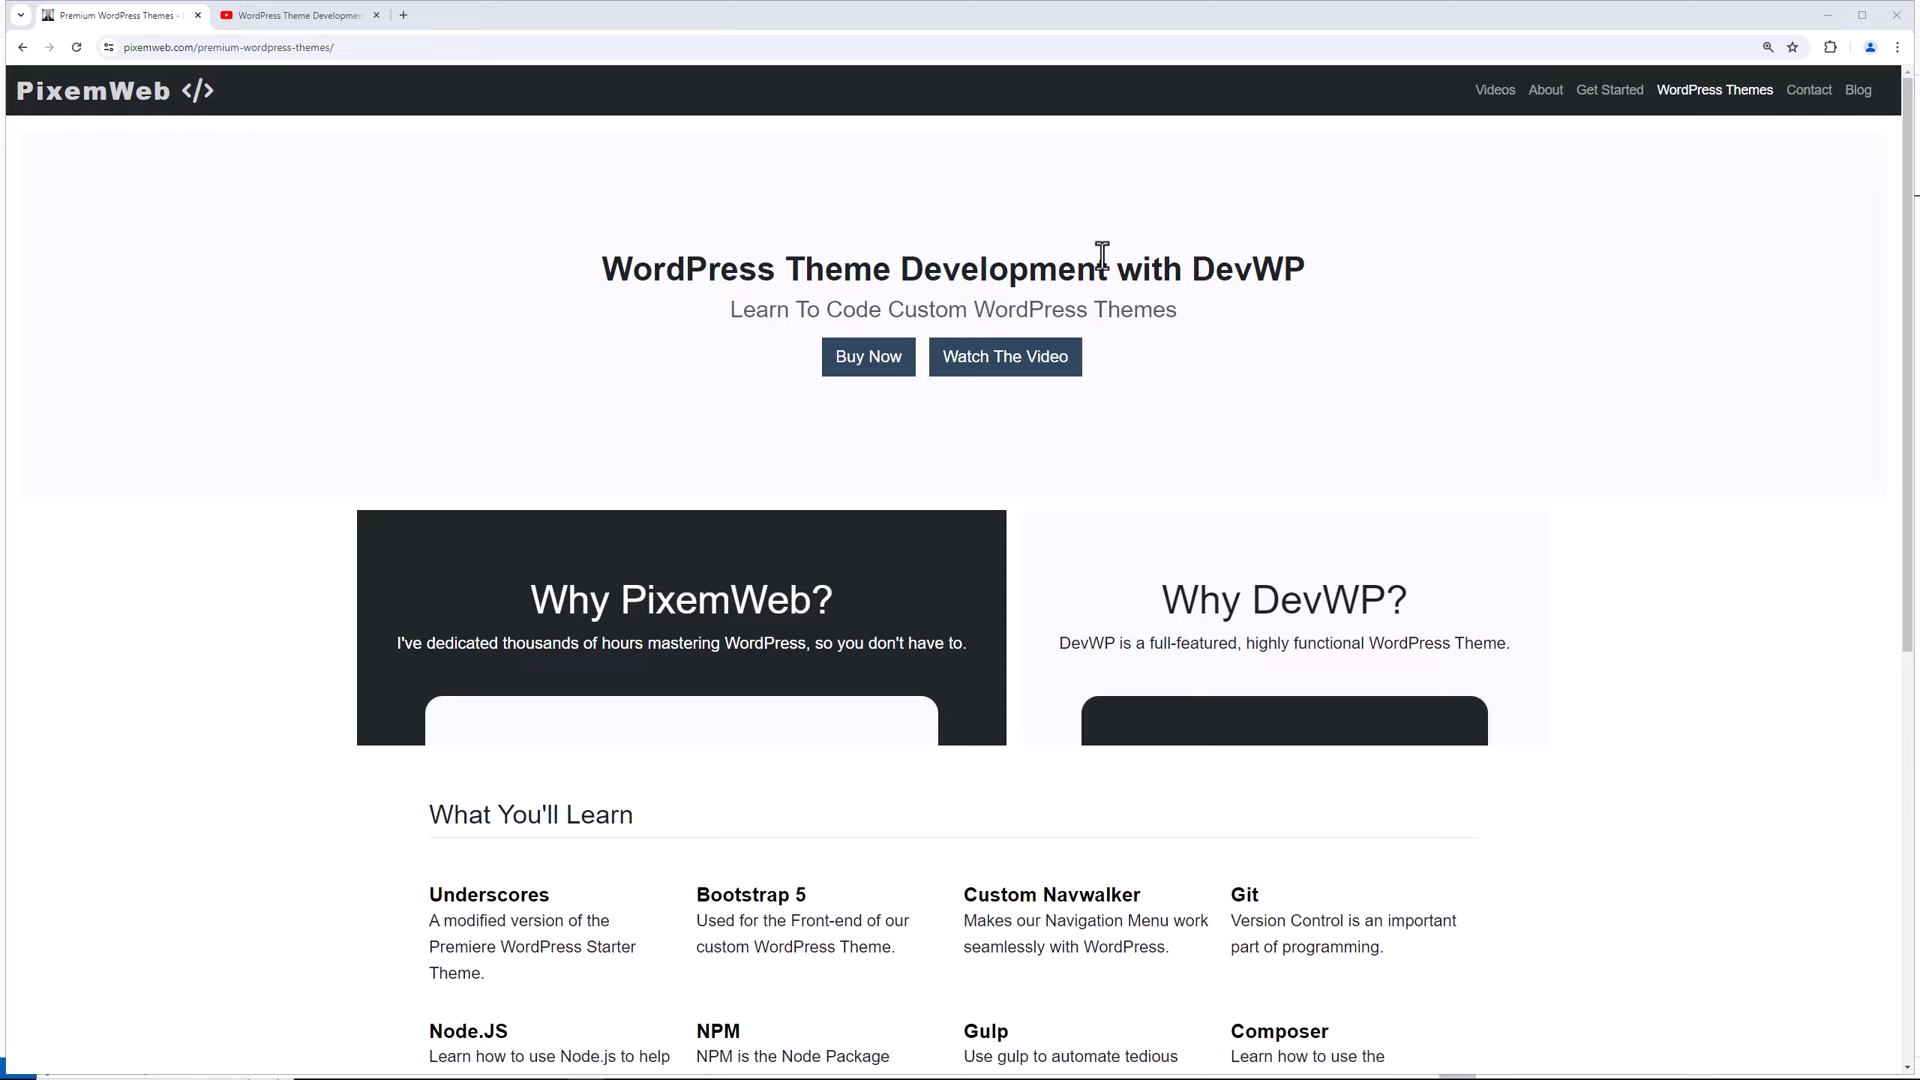 Premium WordPress Themes -
WordPress Theme Developmen
pixemweb.com/premium-wordpress-themes/
PixemWeb </>
Videos About Get Started WordPress Themes Contact Blog
WordPress Theme Development with DevWP
Learn To Code Custom WordPress Themes
Buy Now
Watch The Video
Why PixemWeb?
I've dedicated thousands of hours mastering WordPress, so you don't have to.
Why DevWP?
DevWP is a full-featured, highly functional WordPress Theme.
What You'll Learn
Underscores
A modified version of the
Premiere WordPress Starter
Theme.
Bootstrap 5
Used for the Front-end of our
custom WordPress Theme.
Custom Navwalker
Makes our Navigation Menu work
seamlessly with WordPress.
Git
Version Control is an important
part of programming.
Node.JS
Learn how to use Node.js to help
NPM
NPM is the Node Package
Gulp
Use gulp to automate tedious
Composer
Learn how to use the